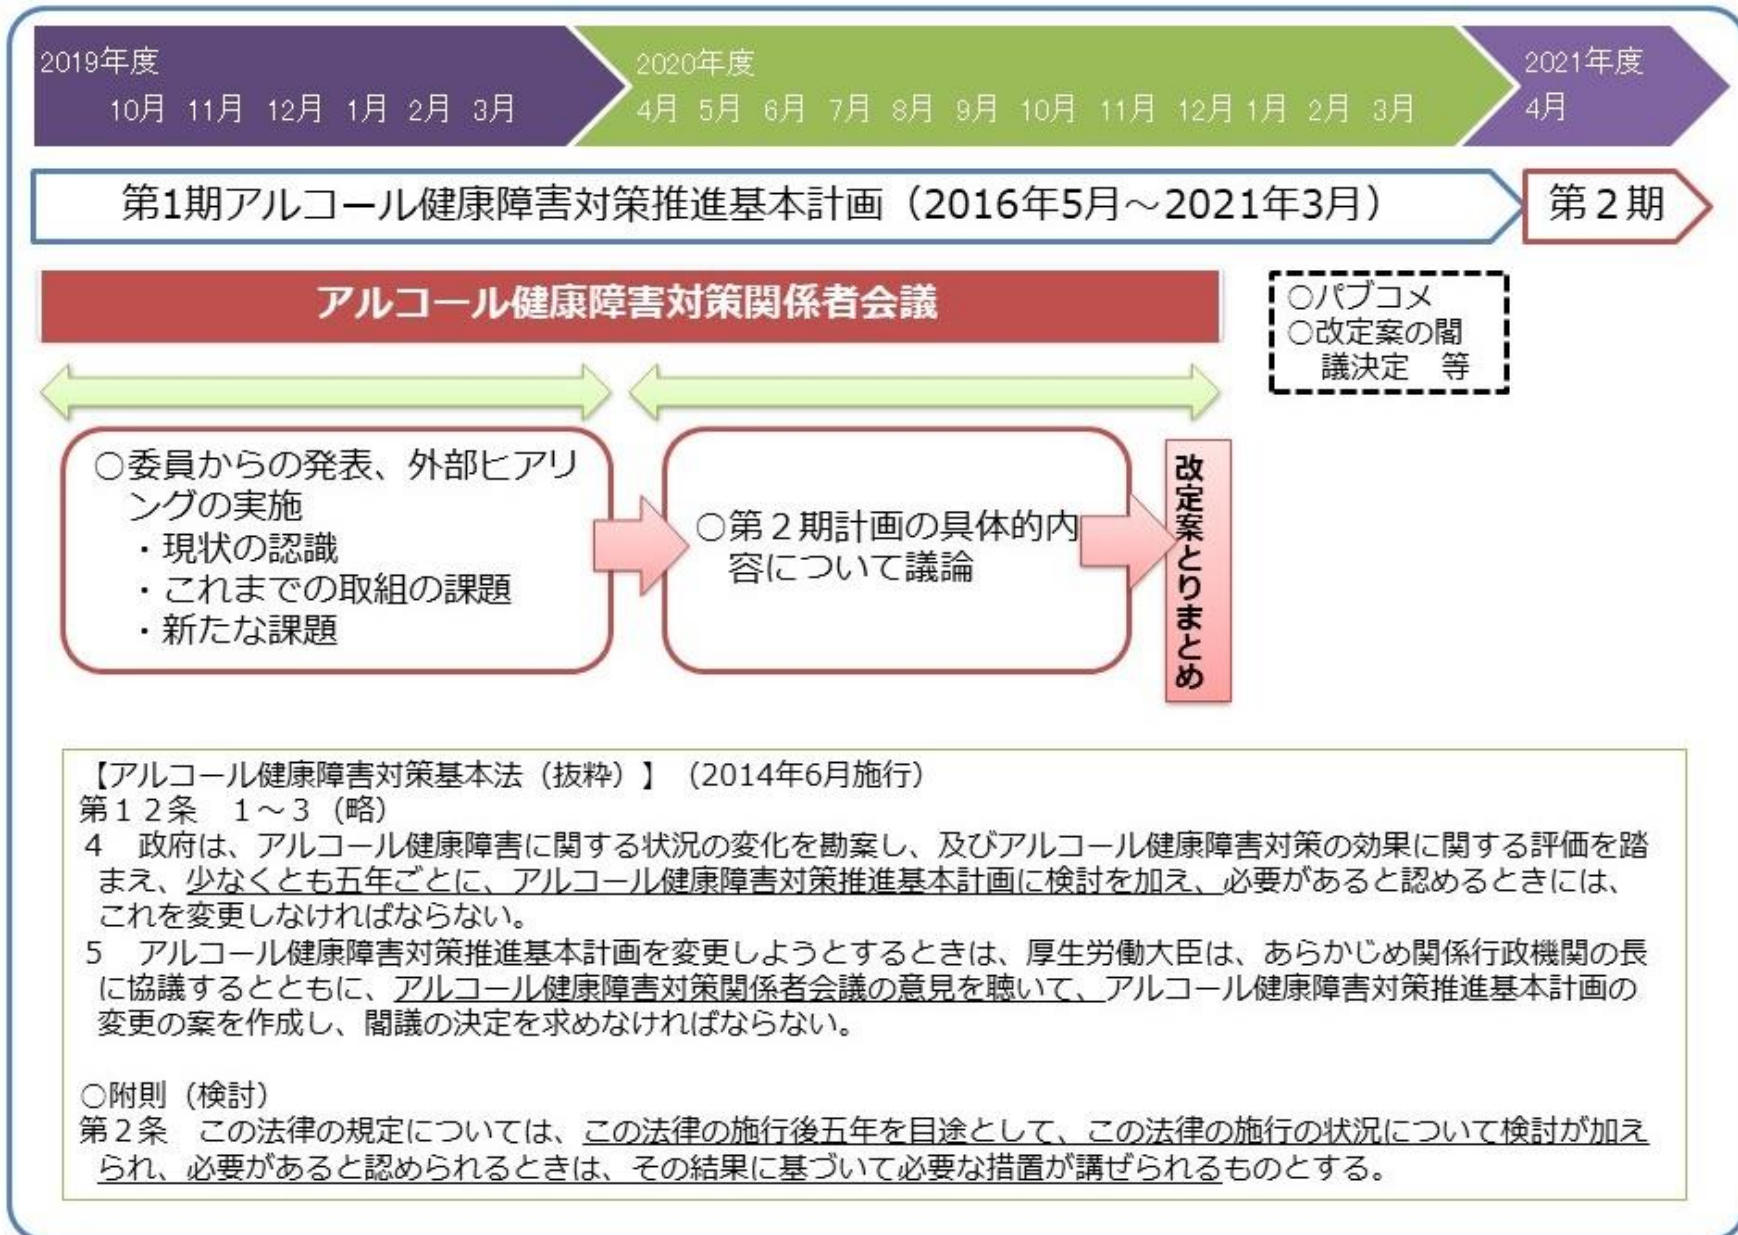 2019年度
10月 11月 12月 1月 2月 3月
2020年度
4月 5月 6月 7月 8月 9月 10月 11月 12月 1月 2月 3月
2021年度
4月
第1期アルコール健康障害対策推進基本計画（2016年5月～2021年3月）
第２期
アルコール健康障害対策関係者会議
○パブコメ
○改定案の閣
議決定　等
○委員からの発表、外部ヒアリ
ングの実施
・現状の認識
・これまでの取組の課題
・新たな課題
○第２期計画の具体的内
容について議論
改定案とりまとめ
【アルコール健康障害対策基本法（抜粋）】（2014年6月施行）
第１２条　１～３（略）
４　政府は、アルコール健康障害に関する状況の変化を勘案し、及びアルコール健康障害対策の効果に関する評価を踏
まえ、少なくとも五年ごとに、アルコール健康障害対策推進基本計画に検討を加え、必要があると認めるときには、
これを変更しなければならない。
５　アルコール健康障害対策推進基本計画を変更しようとするときは、厚生労働大臣は、あらかじめ関係行政機関の長
に協議するとともに、アルコール健康障害対策関係者会議の意見を聴いて、アルコール健康障害対策推進基本計画の
変更の案を作成し、閣議の決定を求めなければならない。
○附則（検討）
第２条　この法律の規定については、この法律の施行後五年を目途として、この法律の施行の状況について検討が加え
られ、必要があると認められるときは、その結果に基づいて必要な措置が講ぜられるものとする。